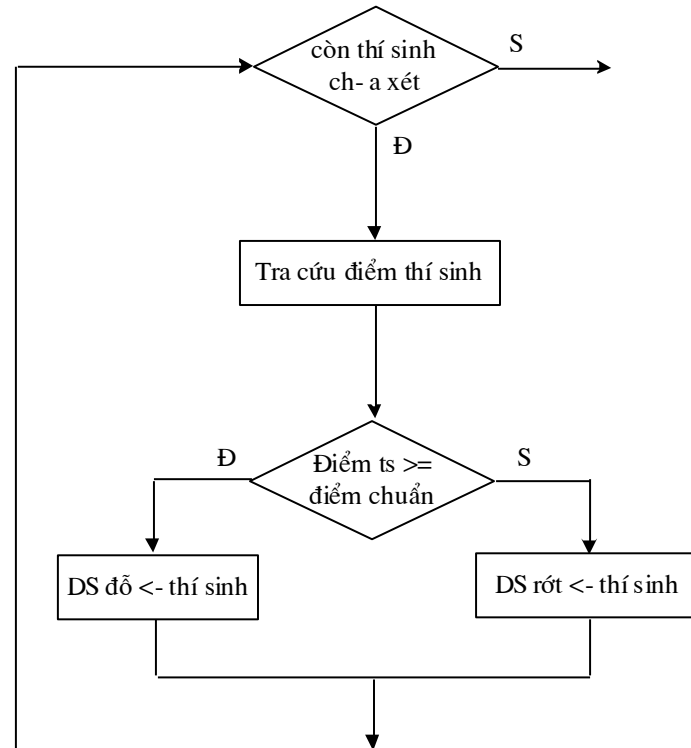 còn thí sinh
ch- a xét
S
Đ
Tra cứu điểm thí sinh
Đ
Điểm ts >=
điểm chuẩn
S
DS đỗ <- thí sinh
DS rớt <- thí sinh